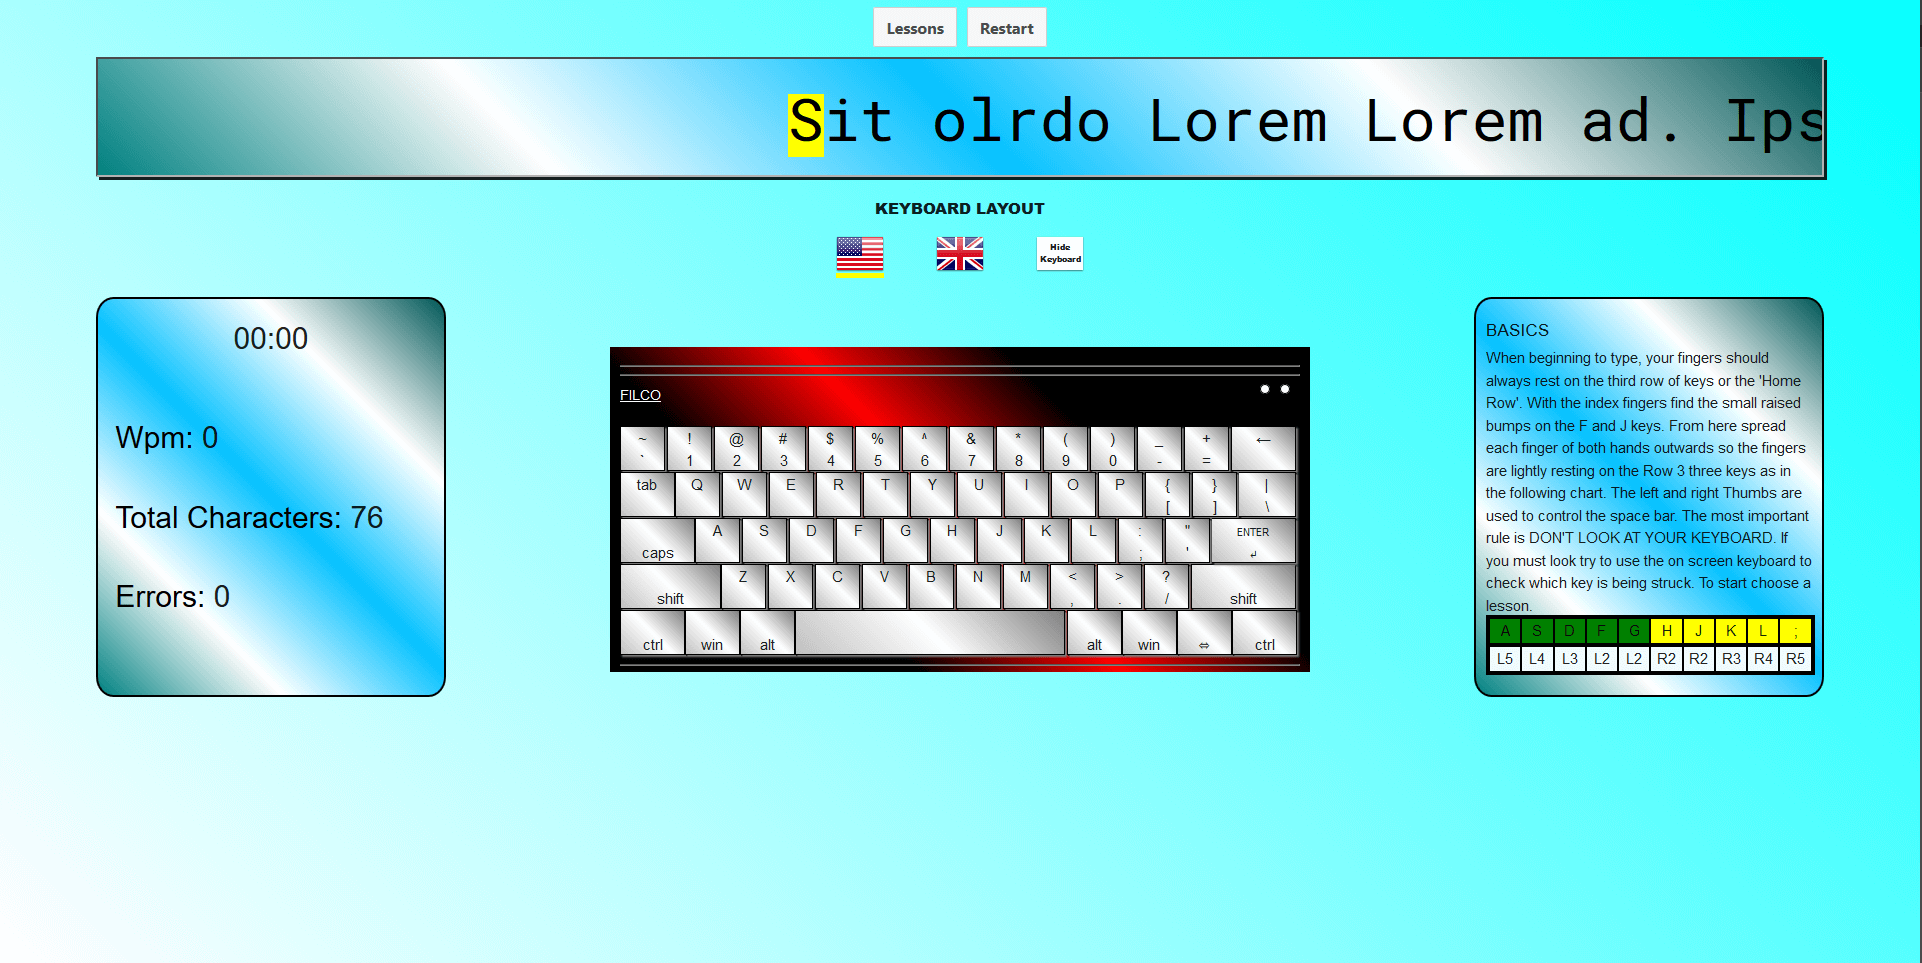 Lessons Restart
Sit olrdo Lorem Lorem ad. Ips
KEYBOARD LAYOUT
Hide
Keyboard
00:00
Wpm: 0
Total Characters: 76
Errors: 0
FILCO
~ ! @ # $ % ^ & * ( ) _ + ←
` 1 2 3 4 5 6 7 8 9 0 - =
tab Q W E R T Y U I O P { } |
[ ] \
A S D F G H J K L : " ENTER
caps ; ' ↲
Z X C V B N M < > ?
shift , . / shift
ctrl win alt alt win ⇔ ctrl
BASICS
When beginning to type, your fingers should
always rest on the third row of keys or the 'Home
Row'. With the index fingers find the small raised
bumps on the F and J keys. From here spread
each finger of both hands outwards so the fingers
are lightly resting on the Row 3 three keys as in
the following chart. The left and right Thumbs are
used to control the space bar. The most important
rule is DON'T LOOK AT YOUR KEYBOARD. If
you must look try to use the on screen keyboard to
check which key is being struck. To start choose a
lesson.
A S D F G H J K L ;
L5 L4 L3 L2 L2 R2 R2 R3 R4 R5